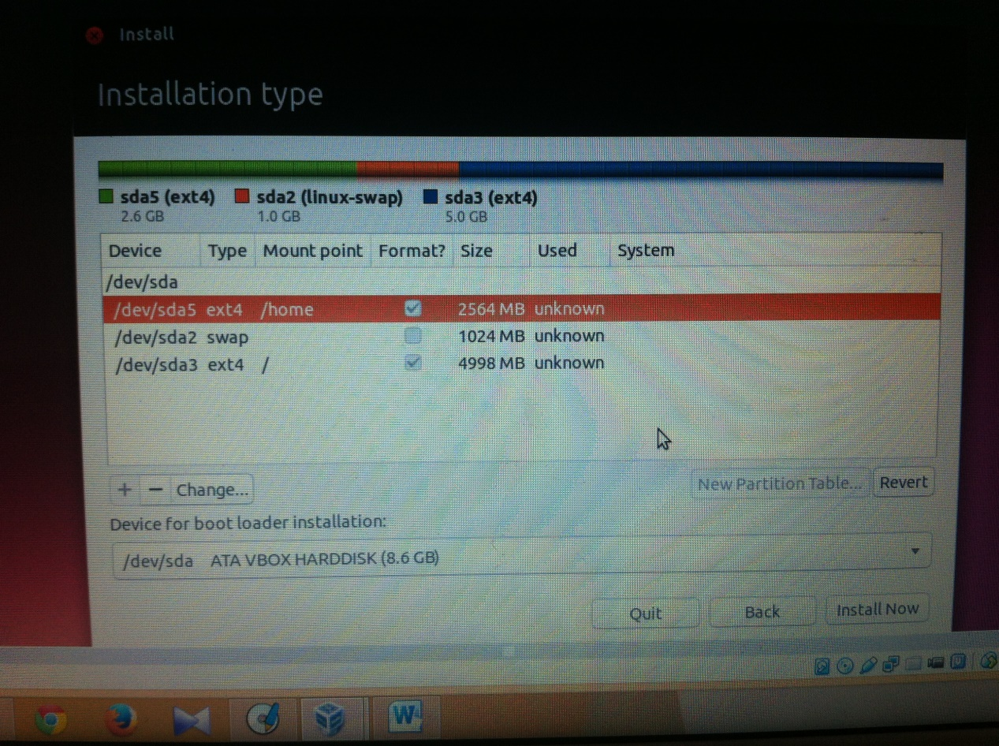 Install
Installation type
sda5 (ext4) sda2 (linux-swap) sda3 (ext4)
2.6 GB 1.0 GB 5.0 GB
Device Type Mount point Format? Size Used System
/dev/sda
/dev/sda5 ext4 /home 2564 MB unknown
/dev/sda2 swap 1024 MB unknown
/dev/sda3 ext4 / 4998 MB unknown
+ − Change... New Partition Table... Revert
Device for boot loader installation:
/dev/sda ATA VBOX HARDDISK (8.6 GB)
Quit Back Install Now
W